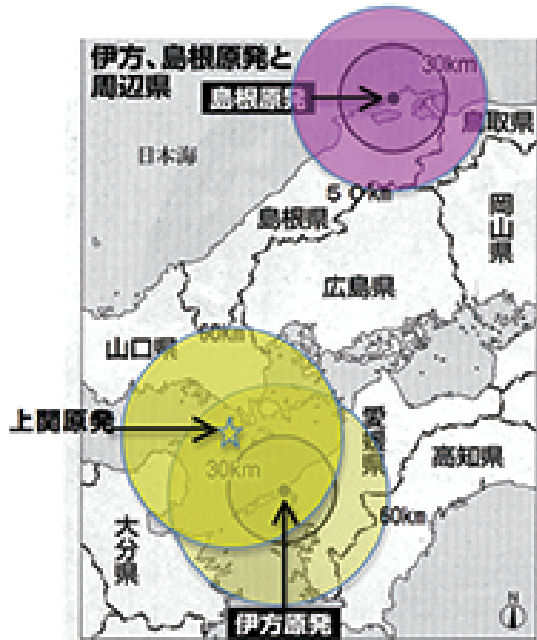 伊方、島根原発と
周辺県
30km
島根原発
鳥取県
日本海
50km
島根県
岡山県
広島県
60km
山口県
上関原発
愛媛県
30km
高知県
60km
大分県
伊方原発
N